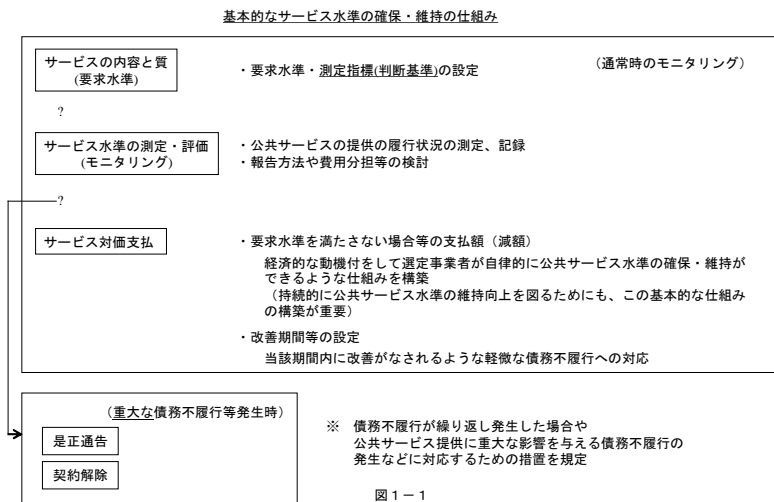 基本的なサービス水準の確保・維持の仕組み
サービスの内容と質
(要求水準)
・要求水準・測定指標(判断基準)の設定
（通常時のモニタリング）
?
サービス水準の測定・評価
(モニタリング)
・公共サービスの提供の履行状況の測定、記録
・報告方法や費用分担等の検討
?
サービス対価支払
・要求水準を満たさない場合等の支払額（減額）
経済的な動機付をして選定事業者が自律的に公共サービス水準の確保・維持が
できるような仕組みを構築
（持続的に公共サービス水準の維持向上を図るためにも、この基本的な仕組み
の構築が重要）
・改善期間等の設定
当該期間内に改善がなされるような軽微な債務不履行への対応
（重大な債務不履行等発生時）
是正通告
契約解除
※ 債務不履行が繰り返し発生した場合や
公共サービス提供に重大な影響を与える債務不履行の
発生などに対応するための措置を規定
図１－１